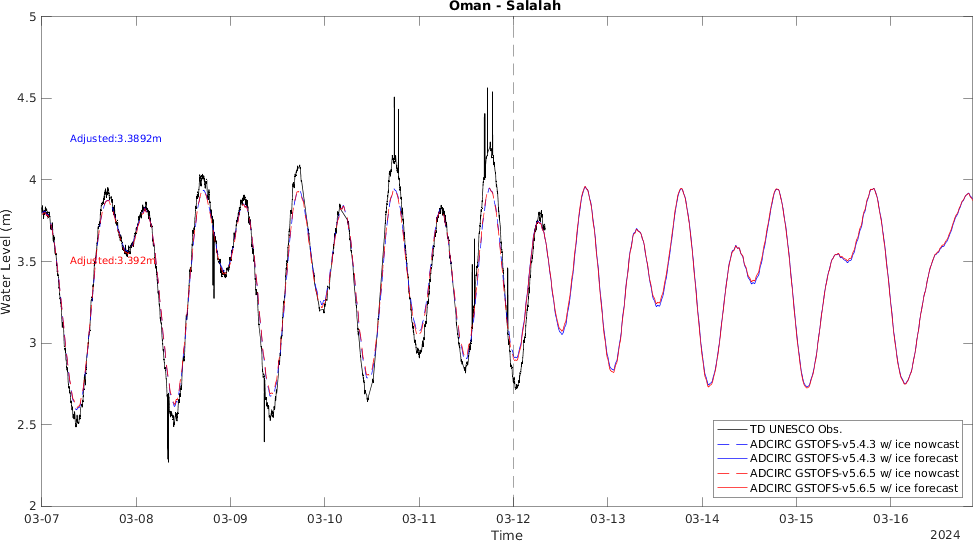 Oman - Salalah
5
4.5
4
3.5
3
2.5
2
Water Level (m)
Adjusted:3.3892m
Adjusted:3.392m
TD UNESCO Obs.
ADCIRC GSTOFS-v5.4.3 w/ ice nowcast
ADCIRC GSTOFS-v5.4.3 w/ ice forecast
ADCIRC GSTOFS-v5.6.5 w/ ice nowcast
ADCIRC GSTOFS-v5.6.5 w/ ice forecast
03-07 03-08 03-09 03-10 03-11 03-12 03-13 03-14 03-15 03-16
Time
2024